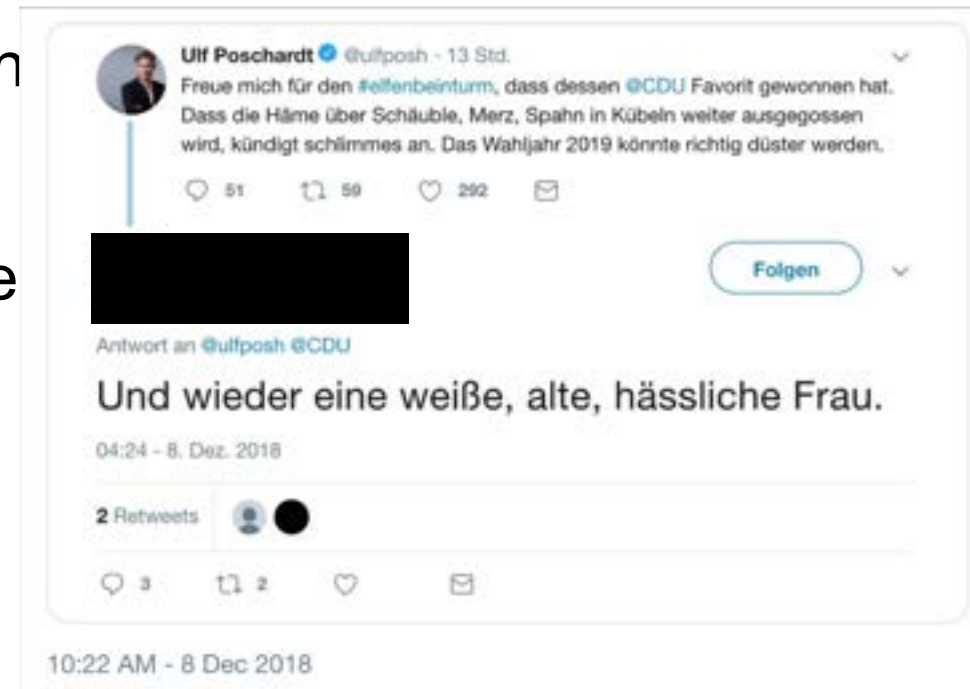 n
Ulf Poschardt @ulfposh - 13 Std.
Freue mich für den #elfenbeinturm, dass dessen @CDU Favorit gewonnen hat.
Dass die Häme über Schäuble, Merz, Spahn in Kübeln weiter ausgegossen
wird, kündigt schlimmes an. Das Wahljahr 2019 könnte richtig düster werden.
51 59 292
e
Folgen
Antwort an @ulfposh @CDU
Und wieder eine weiße, alte, hässliche Frau.
04:24 - 8. Dez. 2018
2 Retweets
3 2
10:22 AM - 8 Dec 2018